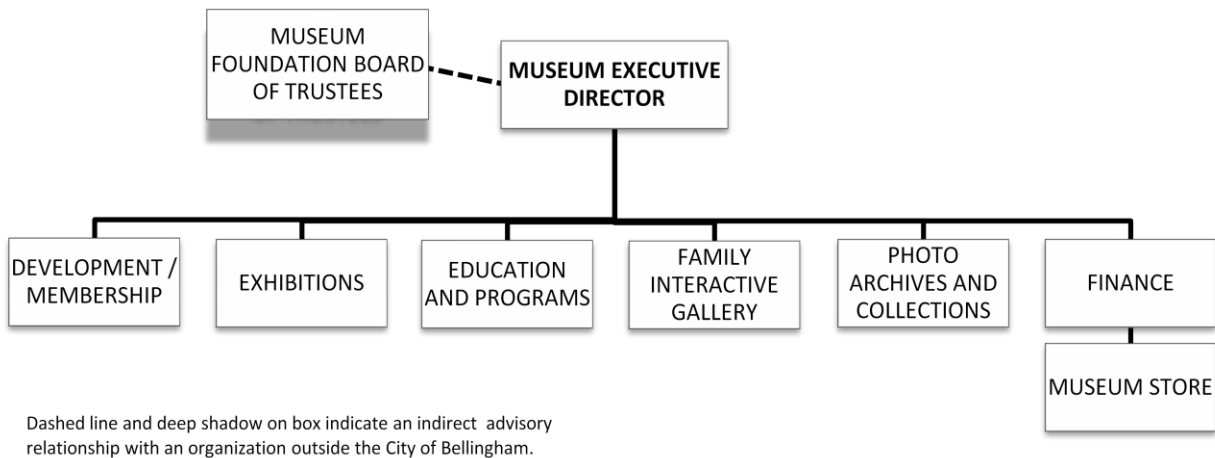 MUSEUM
FOUNDATION BOARD
OF TRUSTEES
MUSEUM EXECUTIVE
DIRECTOR
DEVELOPMENT /
MEMBERSHIP
EXHIBITIONS
EDUCATION
AND PROGRAMS
FAMILY
INTERACTIVE
GALLERY
PHOTO
ARCHIVES AND
COLLECTIONS
FINANCE
MUSEUM STORE
Dashed line and deep shadow on box indicate an indirect advisory
relationship with an organization outside the City of Bellingham.